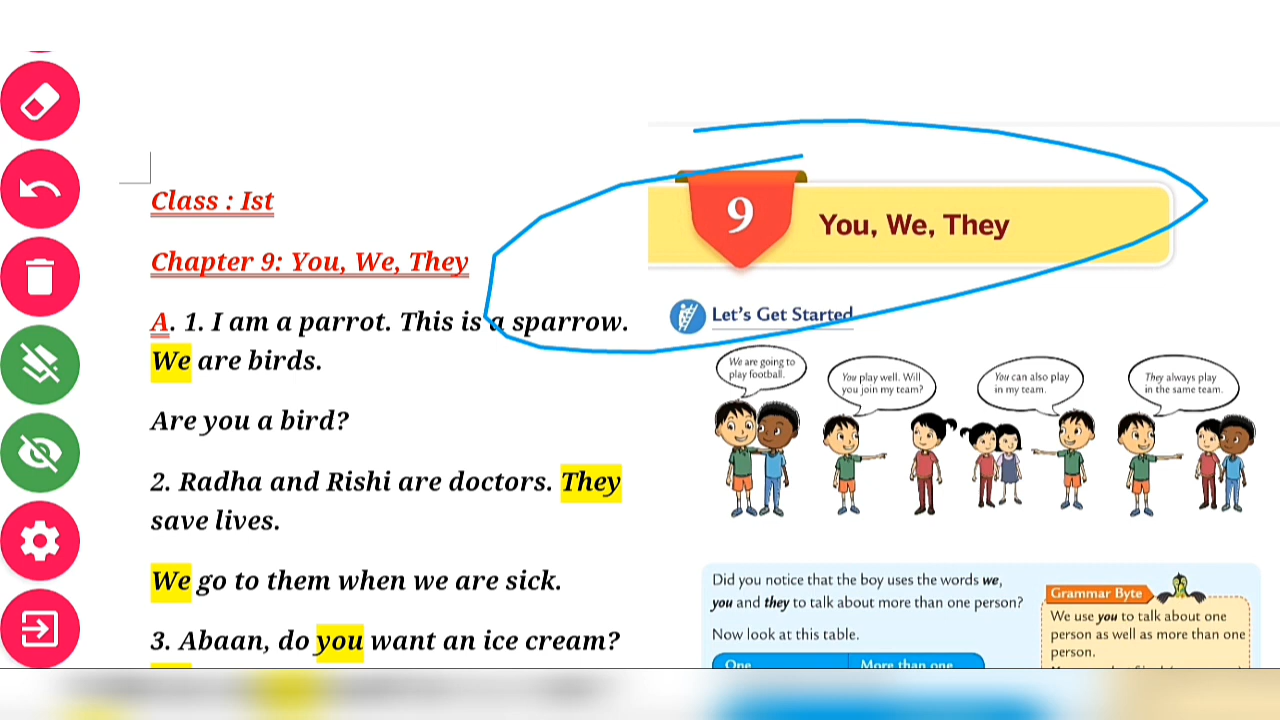 Class : Ist
Chapter 9: You, We, They
A. 1. I am a parrot. This is a sparrow.
We are birds.
Are you a bird?
2. Radha and Rishi are doctors. They
save lives.
We go to them when we are sick.
3. Abaan, do you want an ice cream?
9
You, We, They
Let's Get Started
We are going to
play football.
You play well. Will
you join my team?
You can also play
in my team.
They always play
in the same team.
Did you notice that the boy uses the words we,
you and they to talk about more than one person?
Now look at this table.
One
More than one
Grammar Byte
We use you to talk about one
person as well as more than one
person.